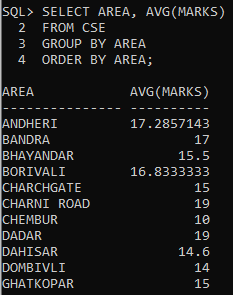 SQL> SELECT AREA, AVG(MARKS)
2 FROM CSE
3 GROUP BY AREA
4 ORDER BY AREA;
AREA AVG(MARKS)
---------------- ----------
ANDHERI 17.2857143
BANDRA 17
BHAYANDAR 15.5
BORIVALI 16.8333333
CHARCHGATE 15
CHARNI ROAD 19
CHEMBUR 10
DADAR 19
DAHISAR 14.6
DOMBIVLI 14
GHATKOPAR 15